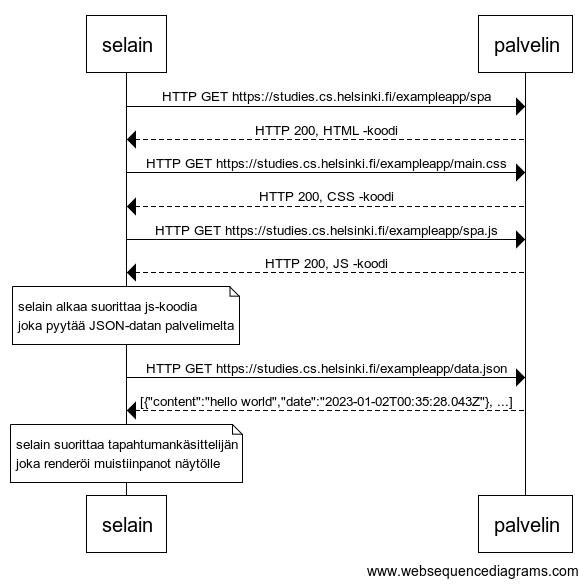 selain
palvelin
HTTP GET https://studies.cs.helsinki.fi/exampleapp/spa
HTTP 200, HTML -koodi
HTTP GET https://studies.cs.helsinki.fi/exampleapp/main.css
HTTP 200, CSS -koodi
HTTP GET https://studies.cs.helsinki.fi/exampleapp/spa.js
HTTP 200, JS -koodi
selain alkaa suorittaa js-koodia
joka pyytää JSON-datan palvelimelta
HTTP GET https://studies.cs.helsinki.fi/exampleapp/data.json
[{"content":"hello world","date":"2023-01-02T00:35:28.043Z"}, ...]
selain suorittaa tapahtumankäsittelijän
joka renderöi muistiinpanot näytölle
selain
palvelin
www.websequencediagrams.com